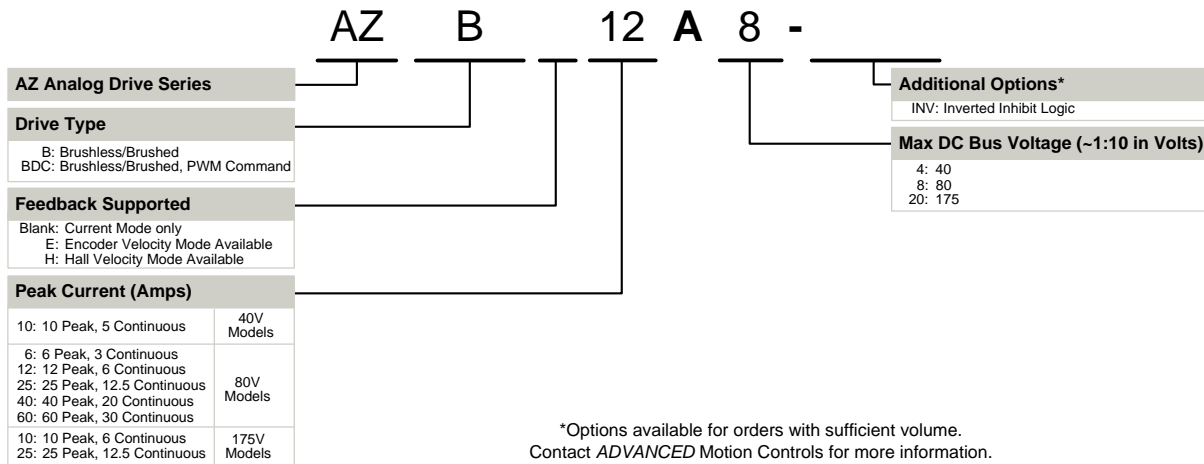 AZ B 12 A 8 -
AZ Analog Drive Series
Drive Type
B: Brushless/Brushed
BDC: Brushless/Brushed, PWM Command
Feedback Supported
Blank: Current Mode only
E: Encoder Velocity Mode Available
H: Hall Velocity Mode Available
Peak Current (Amps)
10: 10 Peak, 5 Continuous
40V
Models
6: 6 Peak, 3 Continuous
12: 12 Peak, 6 Continuous
25: 25 Peak, 12.5 Continuous
40: 40 Peak, 20 Continuous
60: 60 Peak, 30 Continuous
80V
Models
10: 10 Peak, 6 Continuous
25: 25 Peak, 12.5 Continuous
175V
Models
Additional Options*
INV: Inverted Inhibit Logic
Max DC Bus Voltage (~1:10 in Volts)
4: 40
8: 80
20: 175
*Options available for orders with sufficient volume.
Contact ADVANCED Motion Controls for more information.